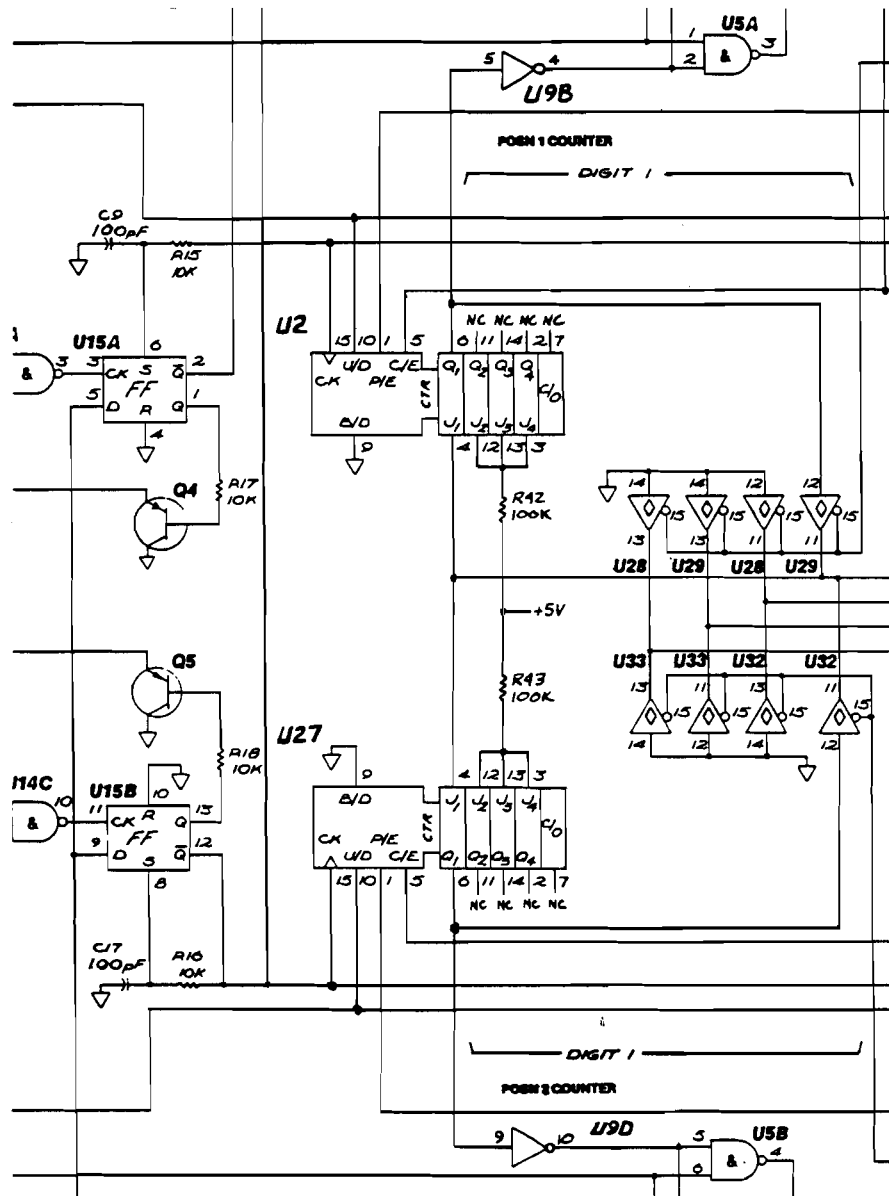 U5A
1
3
&
2
5 4
U9B
POSN 1 COUNTER
DIGIT 1
C9
100pF
R15
10K
U2
NC NC NC NC
15 10 1 5 6 11 14 2 7
U/D C/E Q1 Q2 Q3 Q4
CK P/E CTR C/O
B/D J1 J2 J3 J4
9 4 12 13 3
U15A
6
3 3 CK S Q̅ 2
& FF
5 D R Q 1
4
R17
10K
Q4
R42
100K
14 14 12 12
15 15 15 15
13 13 11 11
U28 U29 U28 U29
+5V
Q5
R43
100K
U33 U33 U32 U32
13 11 13 11
15 15 15 15
14 12 14 12
R18
10K
U27
9 4 12 13 3
B/D J1 J2 J3 J4
CK P/E CTR C/O
U/D C/E Q1 Q2 Q3 Q4
15 10 1 5 6 11 14 2 7
NC NC NC NC
U14C
U15B
10
10 11 CK R Q 13
& FF
9 D S Q̅ 12
8
C17
100pF
R16
10K
DIGIT 1
POSN 2 COUNTER
9 10
U9D
U5B
5
4
&
6